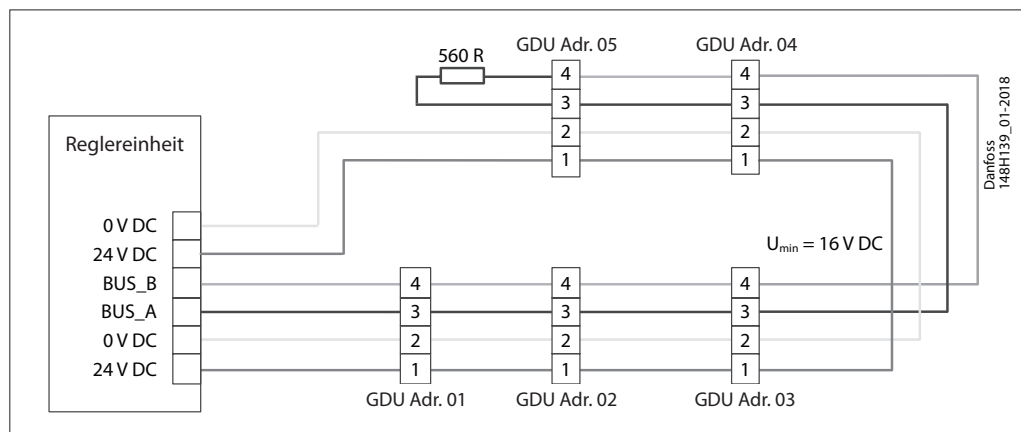 GDU Adr. 05
GDU Adr. 04
560 R
4
4
3
3
2
2
1
1
Danfoss
148H139_01-2018
Reglereinheit
0 V DC
24 V DC
BUS_B
BUS_A
0 V DC
24 V DC
Umin = 16 V DC
4
4
4
3
3
3
2
2
2
1
1
1
GDU Adr. 01
GDU Adr. 02
GDU Adr. 03